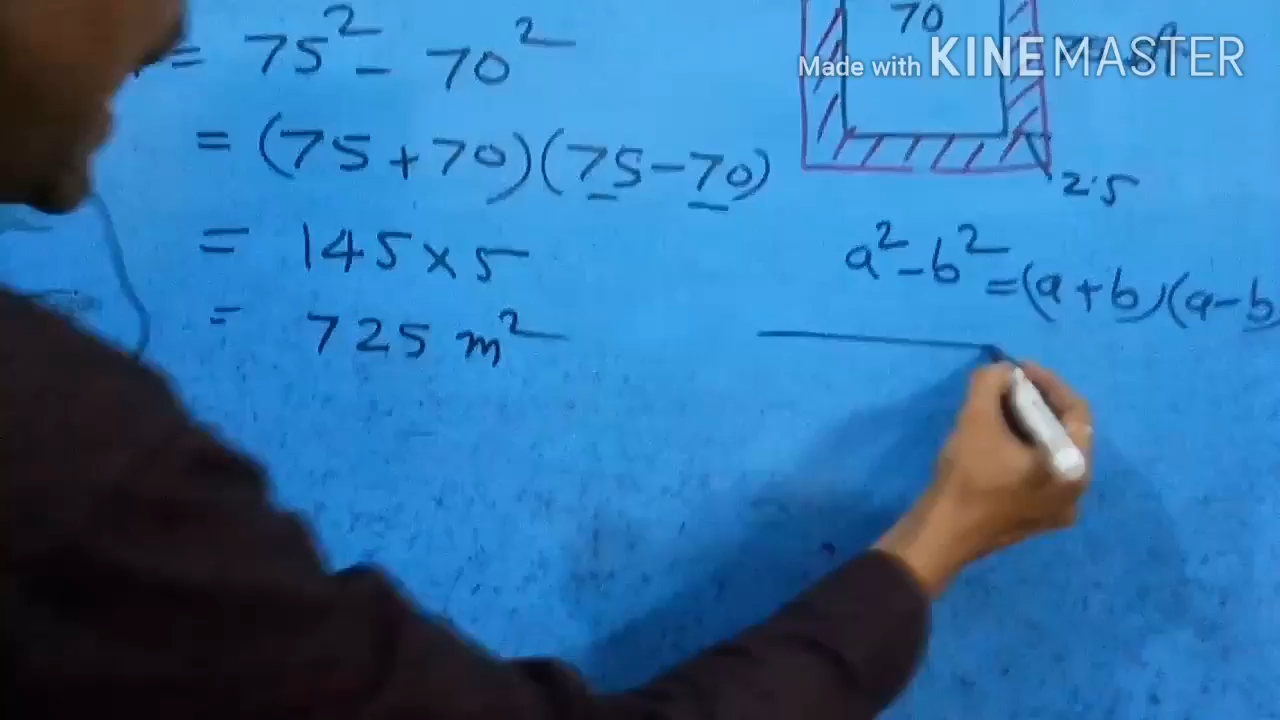 = 75² - 70²
= (75+70)(75-70)
= 145 × 5
= 725 m²
70
Made with KINEMASTER
2.5
a² - b² = (a+b)(a-b